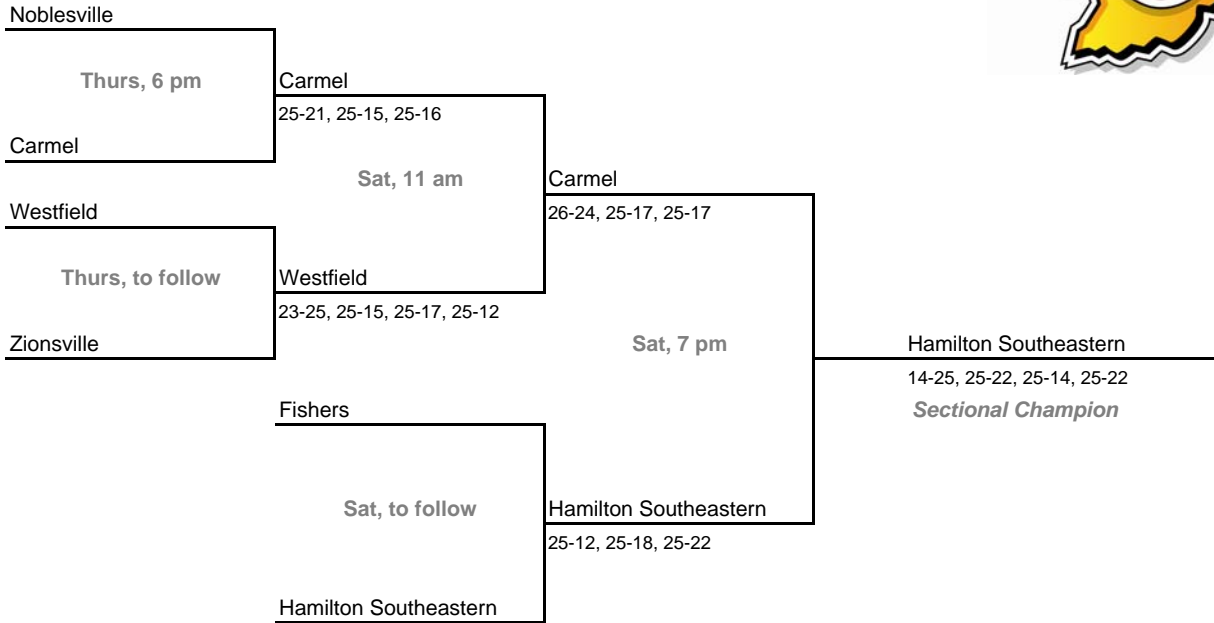 Noblesville
Thurs, 6 pm
Carmel
25-21, 25-15, 25-16
Carmel
Sat, 11 am
Carmel
26-24, 25-17, 25-17
Westfield
Thurs, to follow
Westfield
23-25, 25-15, 25-17, 25-12
Zionsville
Sat, 7 pm
Hamilton Southeastern
14-25, 25-22, 25-14, 25-22
Sectional Champion
Fishers
Sat, to follow
Hamilton Southeastern
25-12, 25-18, 25-22
Hamilton Southeastern